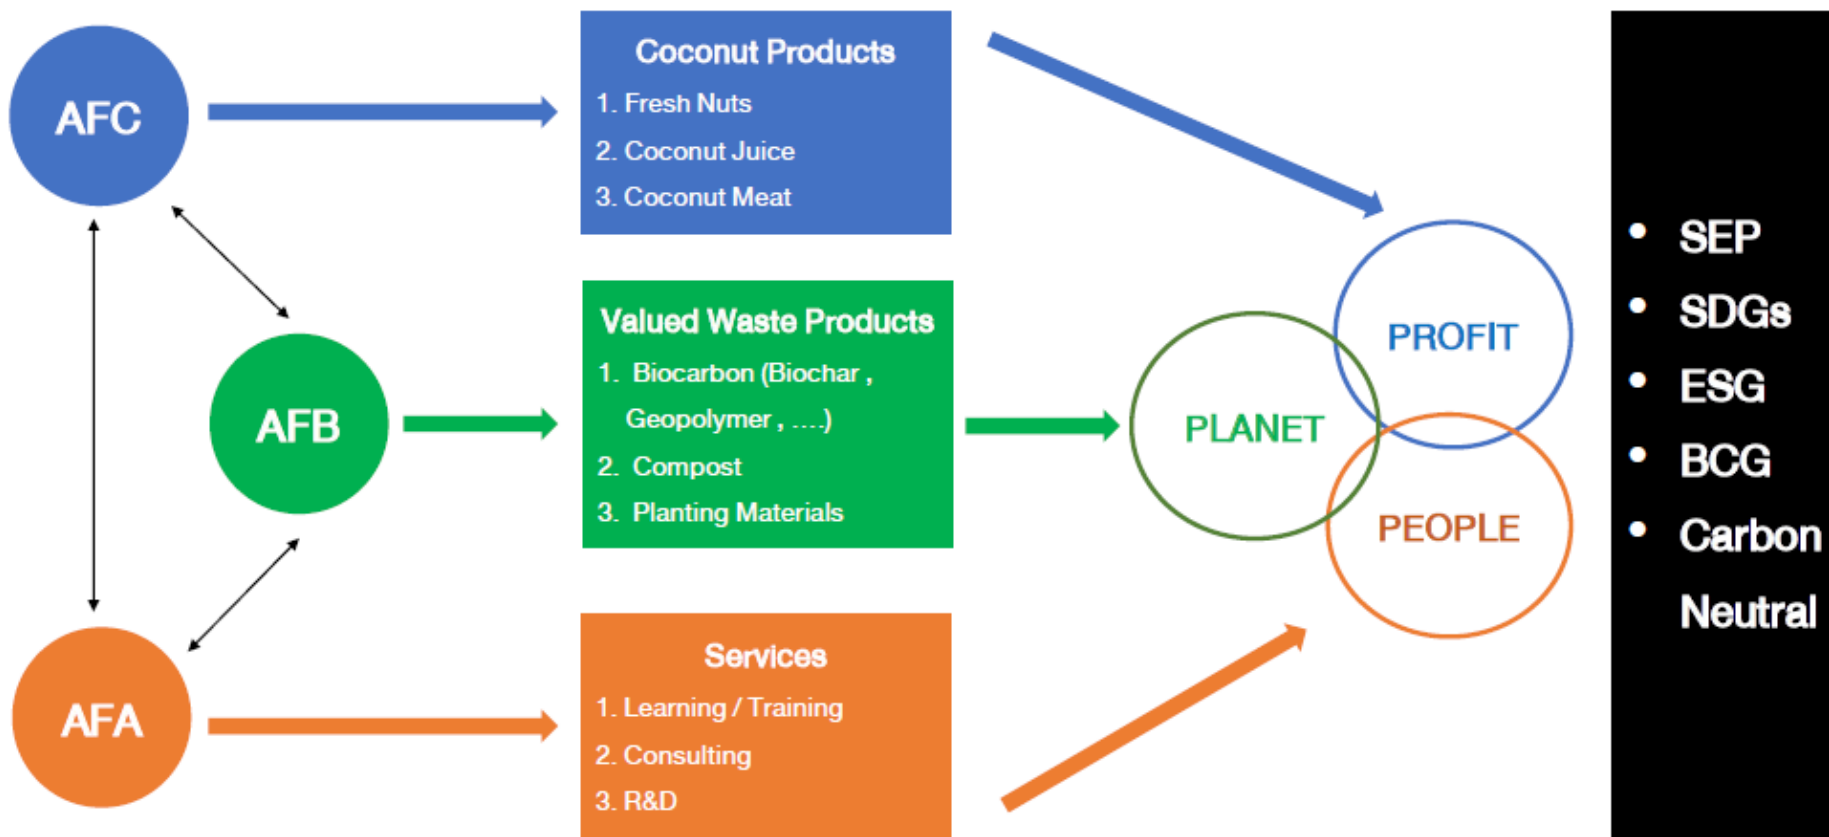 AFC
Coconut Products
1. Fresh Nuts
2. Coconut Juice
3. Coconut Meat
AFB
Valued Waste Products
1. Biocarbon (Biochar ,
Geopolymer , ....)
2. Compost
3. Planting Materials
AFA
Services
1. Learning / Training
2. Consulting
3. R&D
PROFIT
PLANET
PEOPLE
• SEP
• SDGs
• ESG
• BCG
• Carbon
Neutral